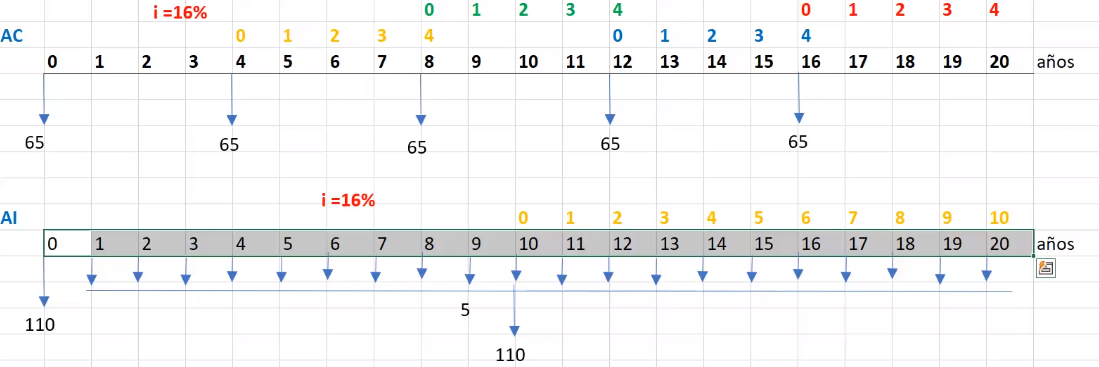 i =16% 0 1 2 3 4 0 1 2 3 4
AC 0 1 2 3 4 0 1 2 3 4
0 1 2 3 4 5 6 7 8 9 10 11 12 13 14 15 16 17 18 19 20 años
65 65 65 65 65
i =16%
AI 0 1 2 3 4 5 6 7 8 9 10
0 1 2 3 4 5 6 7 8 9 10 11 12 13 14 15 16 17 18 19 20 años
5
110
110